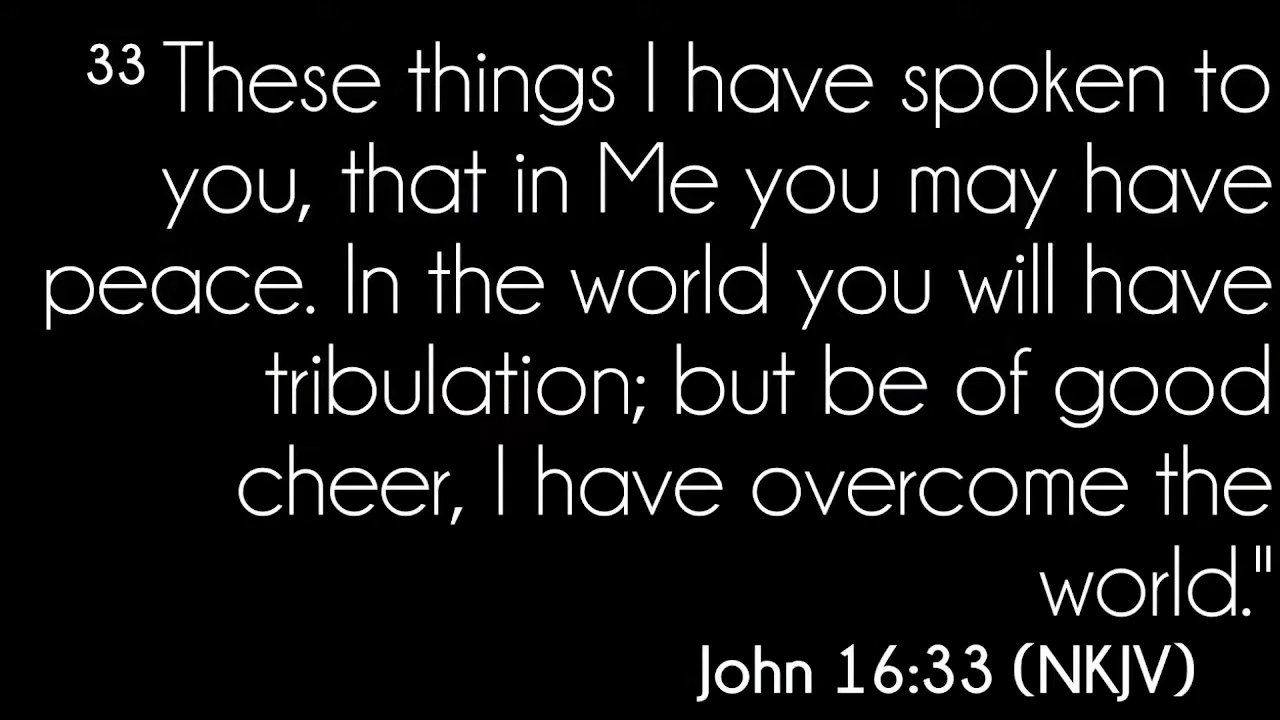 33 These things I have spoken to
you, that in Me you may have
peace. In the world you will have
tribulation; but be of good
cheer, I have overcome the
world."
John 16:33 (NKJV)